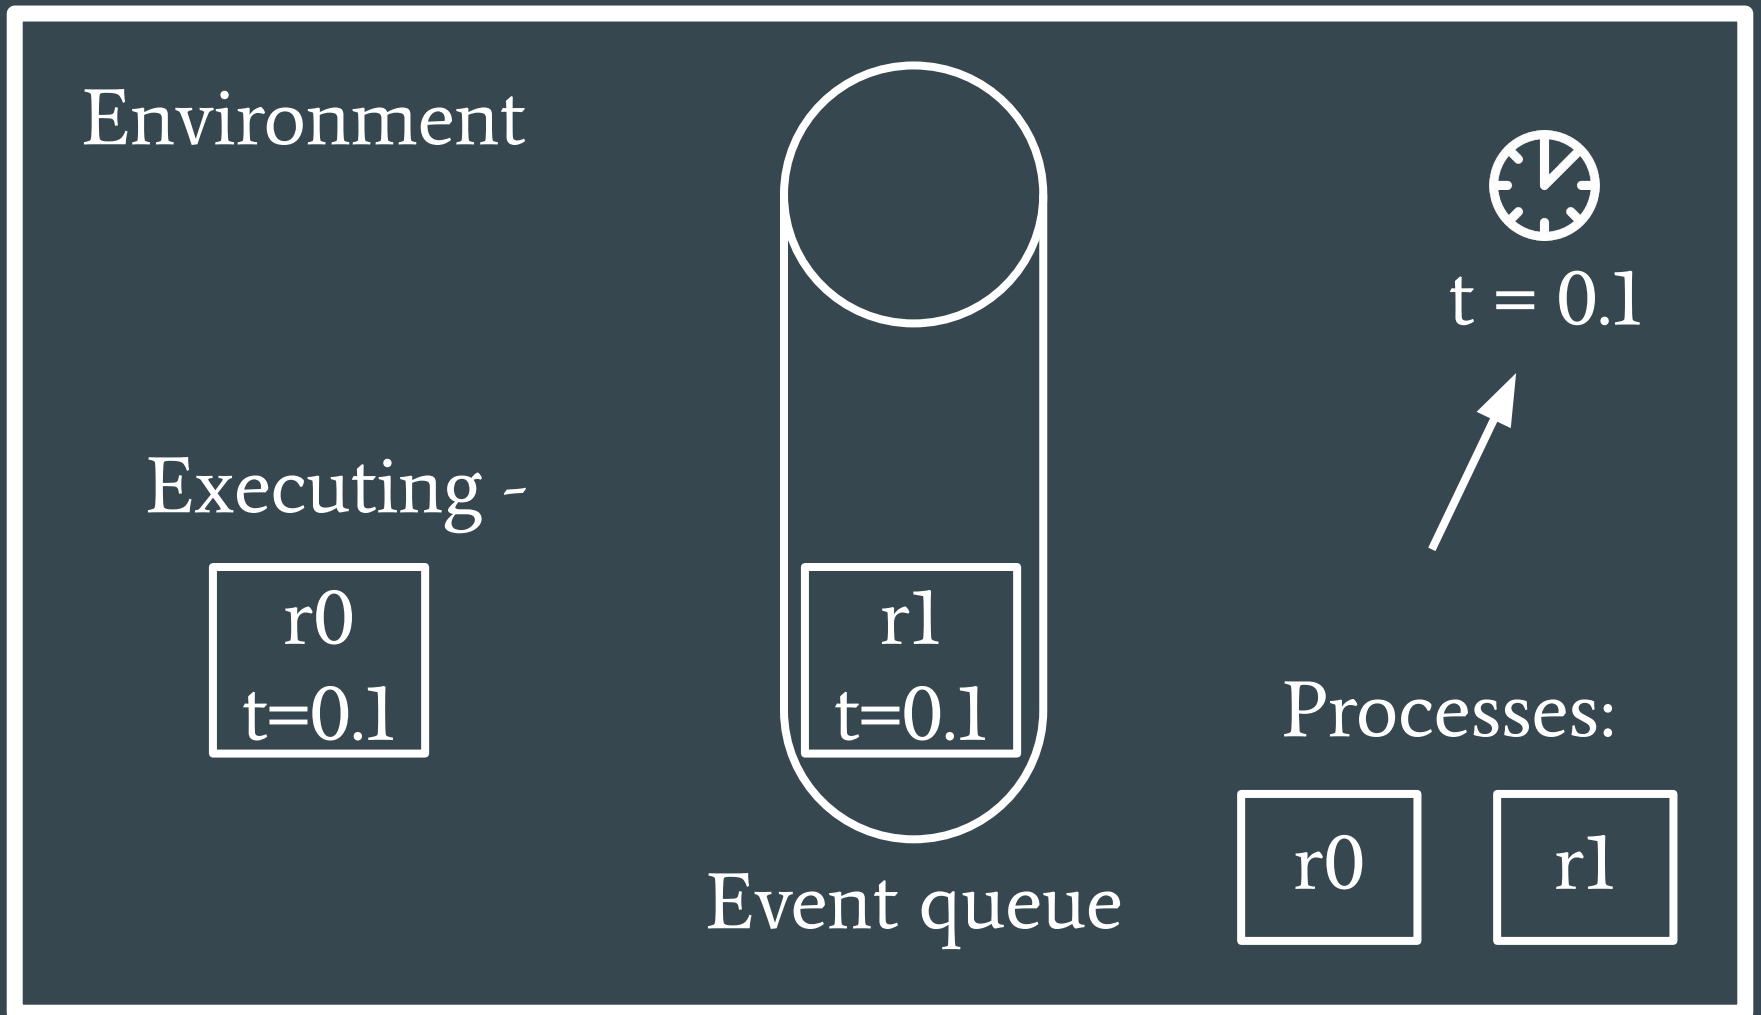 Environment
t = 0.1
Executing -
r0
t=0.1
r1
t=0.1
Event queue
Processes:
r0
r1